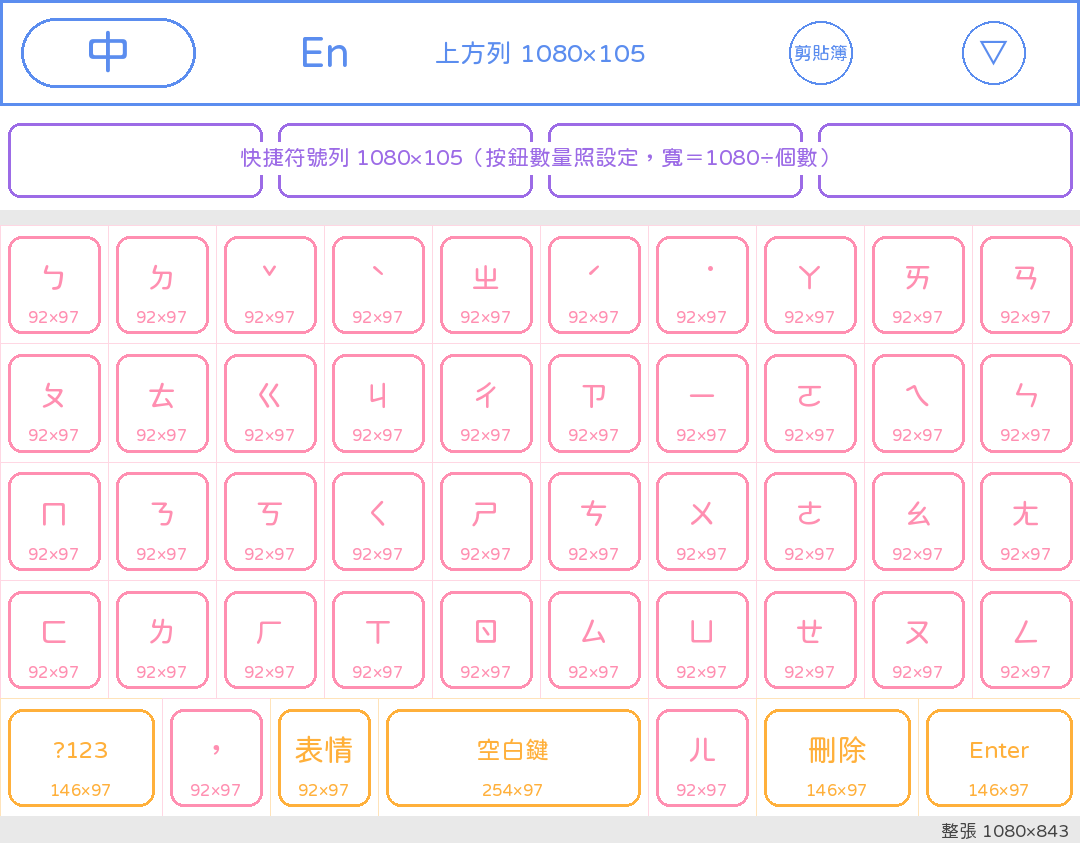 中 En 上方列 1080×105 剪貼簿 ▽
快捷符號列 1080×105（按鈕數量照設定，寬＝1080÷個數）
ㄅ ㄉ ˇ ˋ ㄓ ˊ ˙ ㄚ ㄞ ㄢ
92×97 92×97 92×97 92×97 92×97 92×97 92×97 92×97 92×97 92×97
ㄆ ㄊ ㄍ ㄐ ㄔ ㄗ ㄧ ㄛ ㄟ ㄣ
92×97 92×97 92×97 92×97 92×97 92×97 92×97 92×97 92×97 92×97
ㄇ ㄋ ㄎ ㄑ ㄕ ㄘ ㄨ ㄜ ㄠ ㄤ
92×97 92×97 92×97 92×97 92×97 92×97 92×97 92×97 92×97 92×97
ㄈ ㄌ ㄏ ㄒ ㄖ ㄙ ㄩ ㄝ ㄡ ㄥ
92×97 92×97 92×97 92×97 92×97 92×97 92×97 92×97 92×97 92×97
?123 ， 表情 空白鍵 ㄦ 刪除 Enter
146×97 92×97 92×97 254×97 92×97 146×97 146×97
整張 1080×843